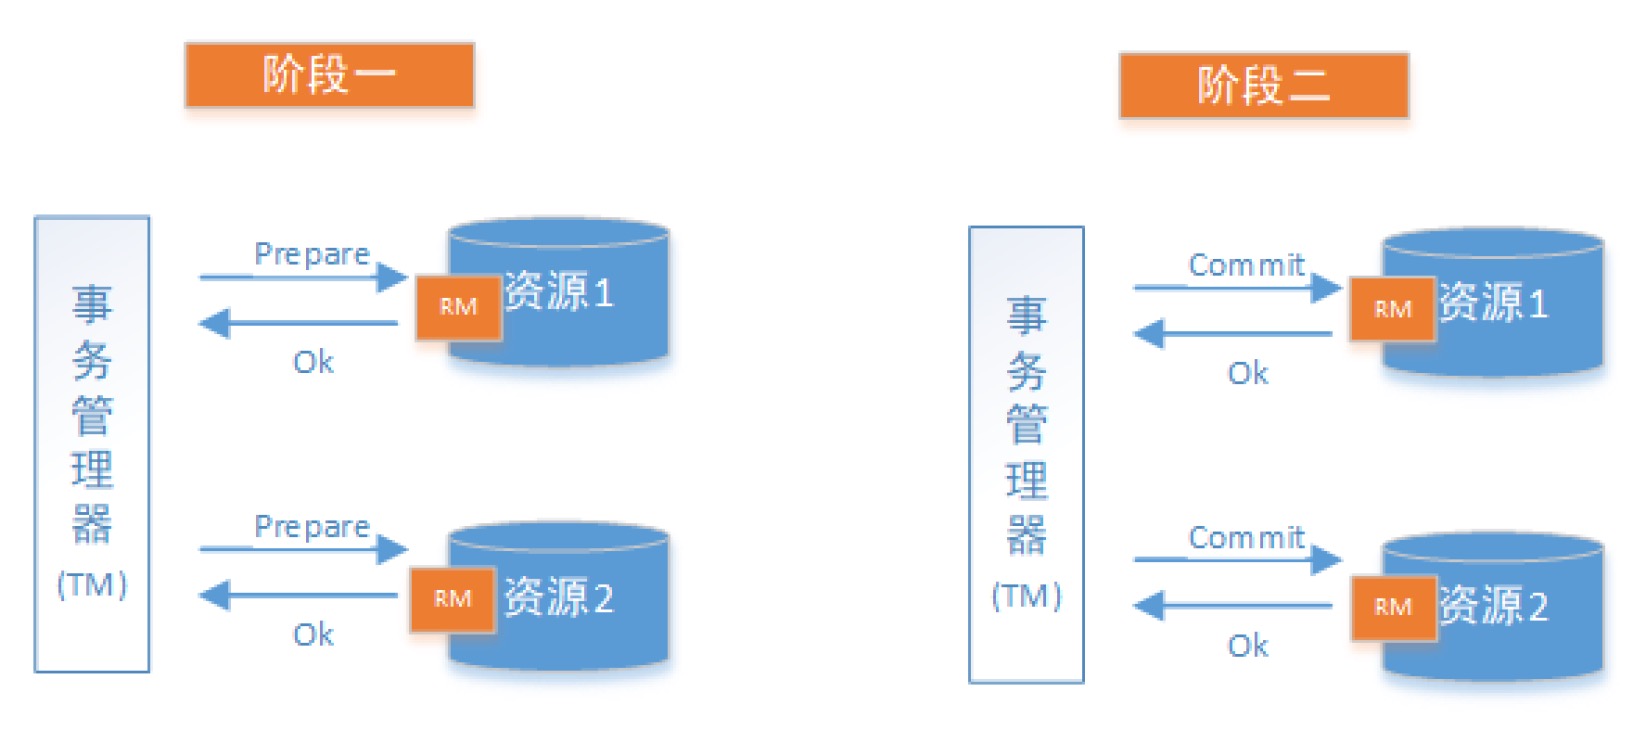 阶段一
事务管理器
(TM)
Prepare
Ok
RM
资源1
Prepare
Ok
RM
资源2
阶段二
事务管理器
(TM)
Commit
Ok
RM
资源1
Commit
Ok
RM
资源2